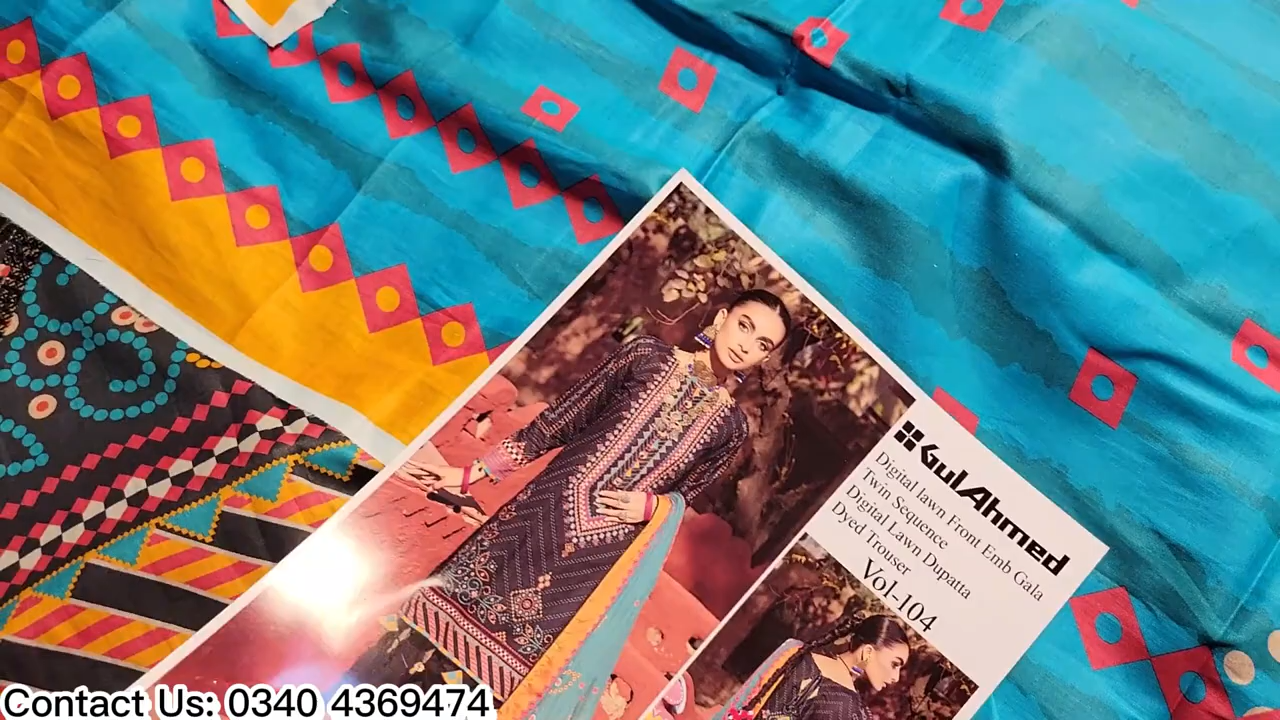 GulAhmed
Digital lawn Front Emb Gala
Twin Sequence
Digital Lawn Dupatta
Dyed Trouser
Vol-104
Contact Us: 0340 4369474